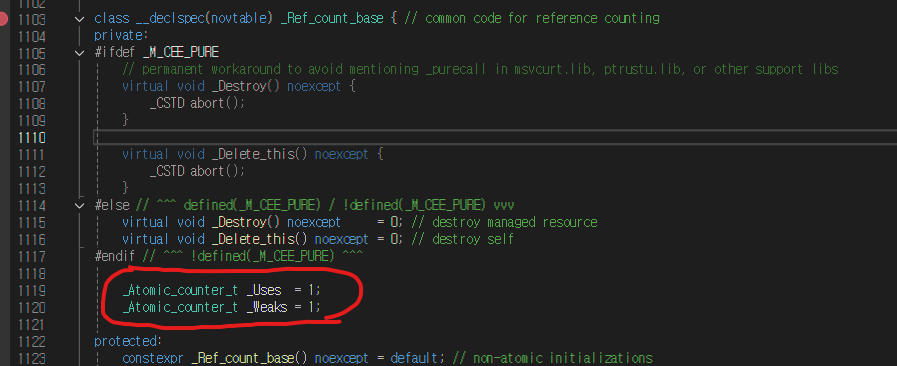 1102
1103 class __declspec(novtable) _Ref_count_base { // common code for reference counting
1104 private:
1105 #ifdef _M_CEE_PURE
1106 // permanent workaround to avoid mentioning _purecall in msvcurt.lib, ptrustu.lib, or other support libs
1107 virtual void _Destroy() noexcept {
1108 _CSTD abort();
1109 }
1110
1111 virtual void _Delete_this() noexcept {
1112 _CSTD abort();
1113 }
1114 #else // ^^^ defined(_M_CEE_PURE) / !defined(_M_CEE_PURE) vvv
1115 virtual void _Destroy() noexcept = 0; // destroy managed resource
1116 virtual void _Delete_this() noexcept = 0; // destroy self
1117 #endif // ^^^ !defined(_M_CEE_PURE) ^^^
1118
1119 _Atomic_counter_t _Uses = 1;
1120 _Atomic_counter_t _Weaks = 1;
1121
1122 protected:
1123 constexpr _Ref_count_base() noexcept = default; // non-atomic initializations